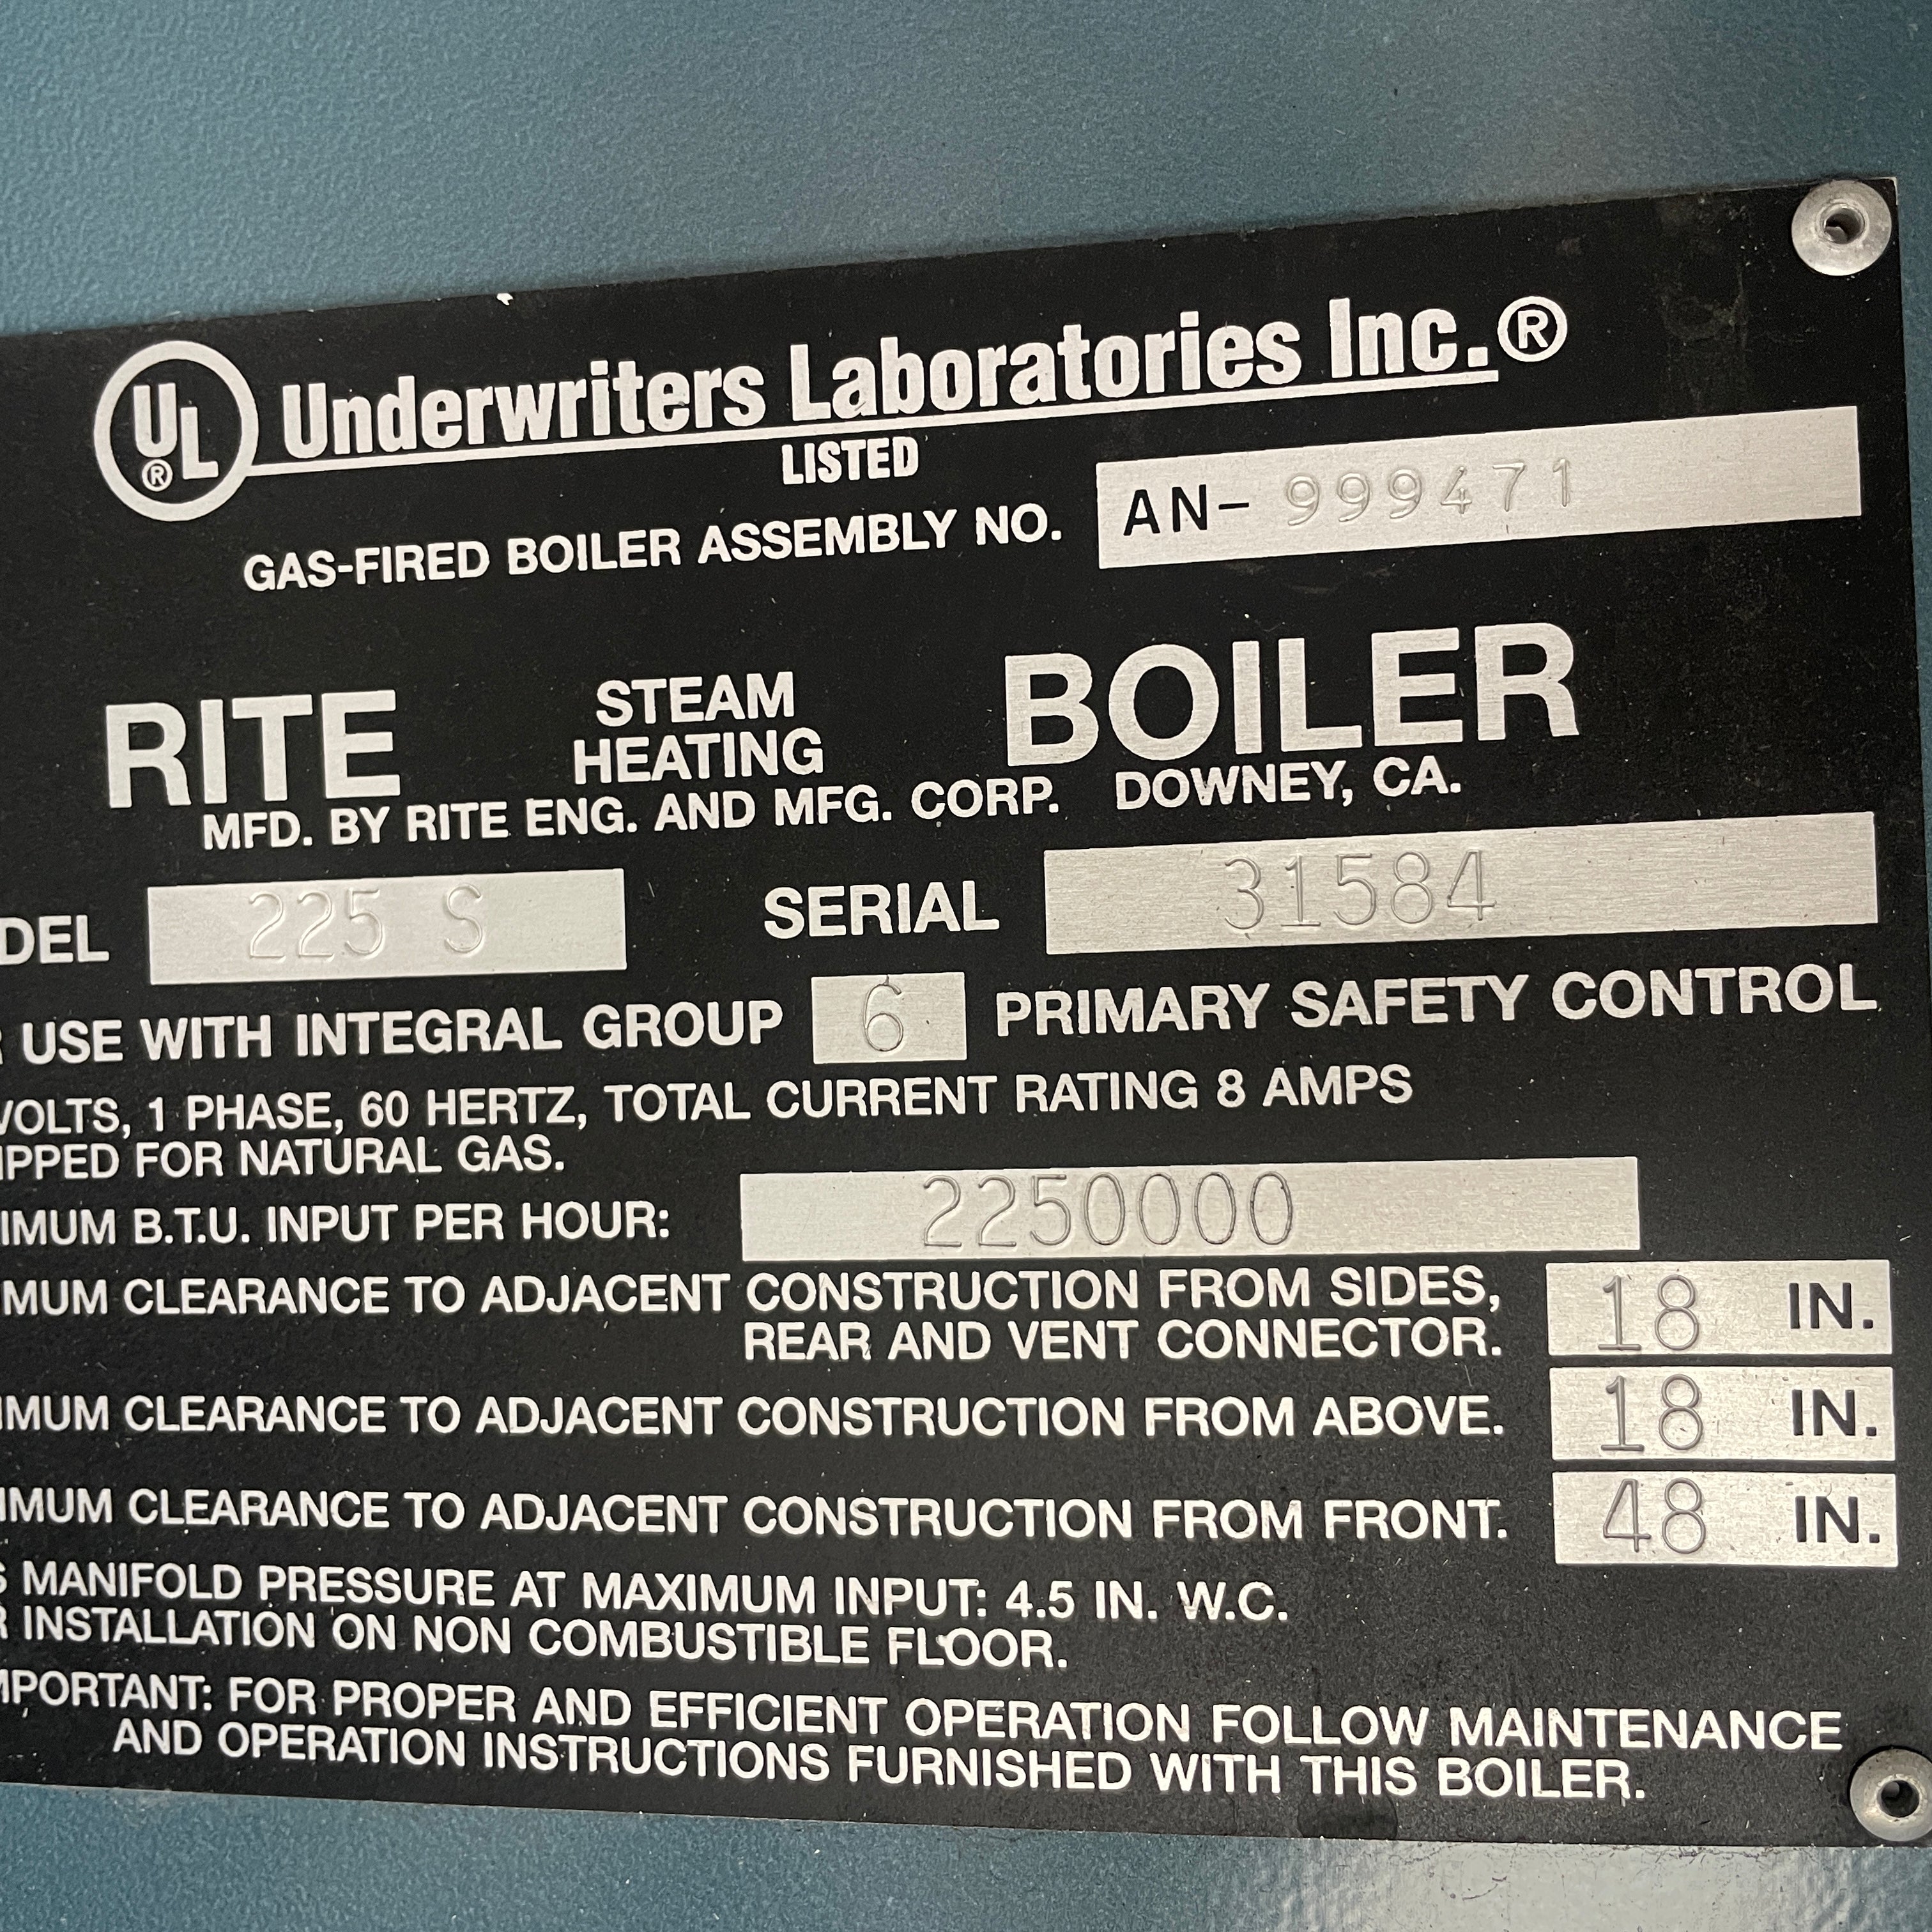 UL® Underwriters Laboratories Inc.®
LISTED
GAS-FIRED BOILER ASSEMBLY NO. AN- 999471
RITE STEAM HEATING BOILER
MFD. BY RITE ENG. AND MFG. CORP. DOWNEY, CA.
DEL 225 S SERIAL 31584
USE WITH INTEGRAL GROUP 6 PRIMARY SAFETY CONTROL
VOLTS, 1 PHASE, 60 HERTZ, TOTAL CURRENT RATING 8 AMPS
IPPED FOR NATURAL GAS.
IMUM B.T.U. INPUT PER HOUR: 2250000
MUM CLEARANCE TO ADJACENT CONSTRUCTION FROM SIDES,
REAR AND VENT CONNECTOR. 18 IN.
IMUM CLEARANCE TO ADJACENT CONSTRUCTION FROM ABOVE. 18 IN.
IMUM CLEARANCE TO ADJACENT CONSTRUCTION FROM FRONT. 48 IN.
S MANIFOLD PRESSURE AT MAXIMUM INPUT: 4.5 IN. W.C.
R INSTALLATION ON NON COMBUSTIBLE FLOOR.
MPORTANT: FOR PROPER AND EFFICIENT OPERATION FOLLOW MAINTENANCE
AND OPERATION INSTRUCTIONS FURNISHED WITH THIS BOILER.